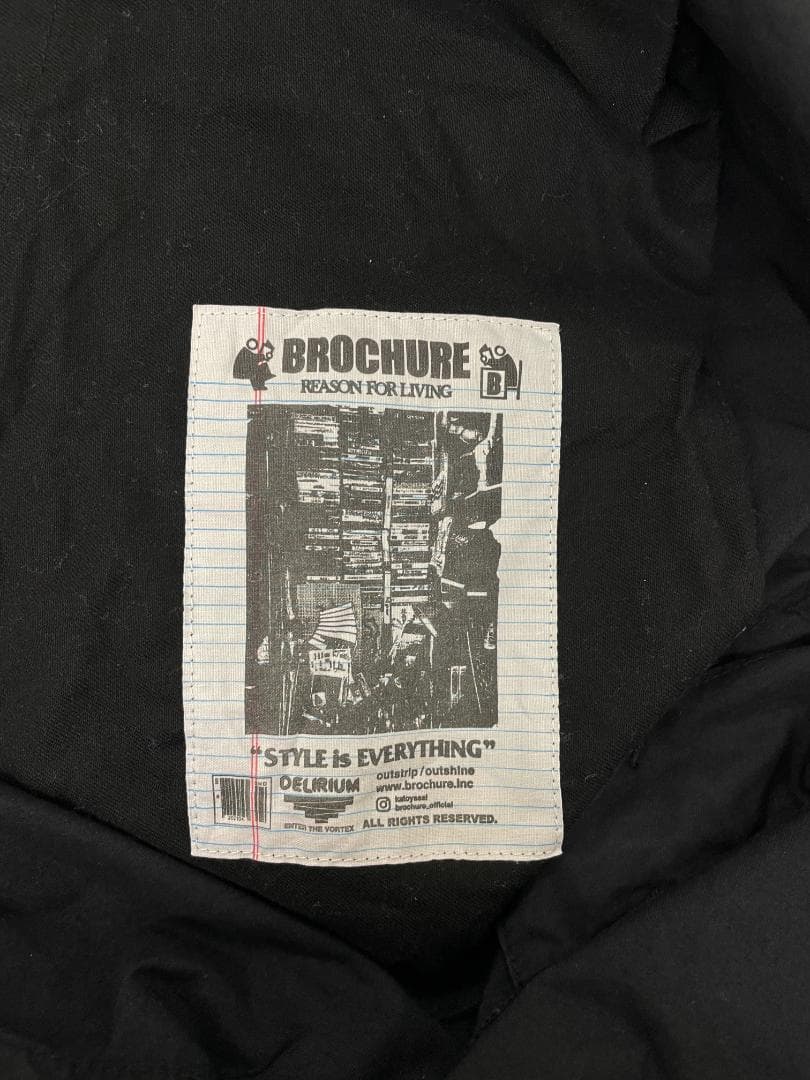 BROCHURE
REASON FOR LIVING
B
"STYLE is EVERYTHING"
DELIRIUM
ENTER THE VORTEX
outstrip/outshine
www.brochure.inc
katoyasai
brochure_official
ALL RIGHTS RESERVED.